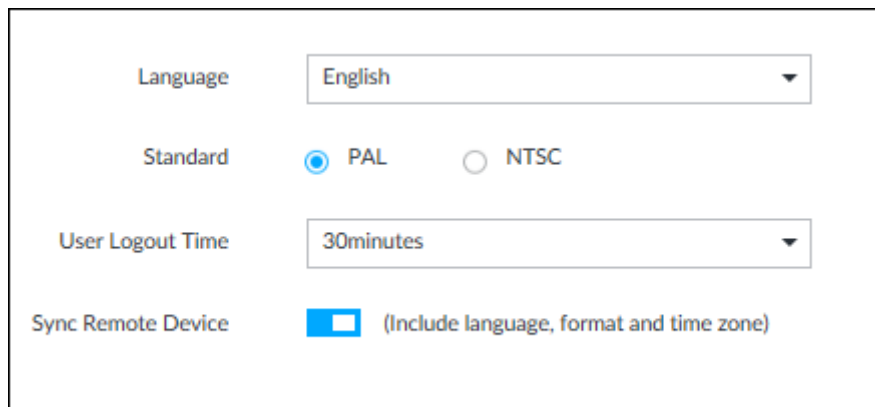 Language English
Standard PAL NTSC
User Logout Time 30minutes
Sync Remote Device (Include language, format and time zone)